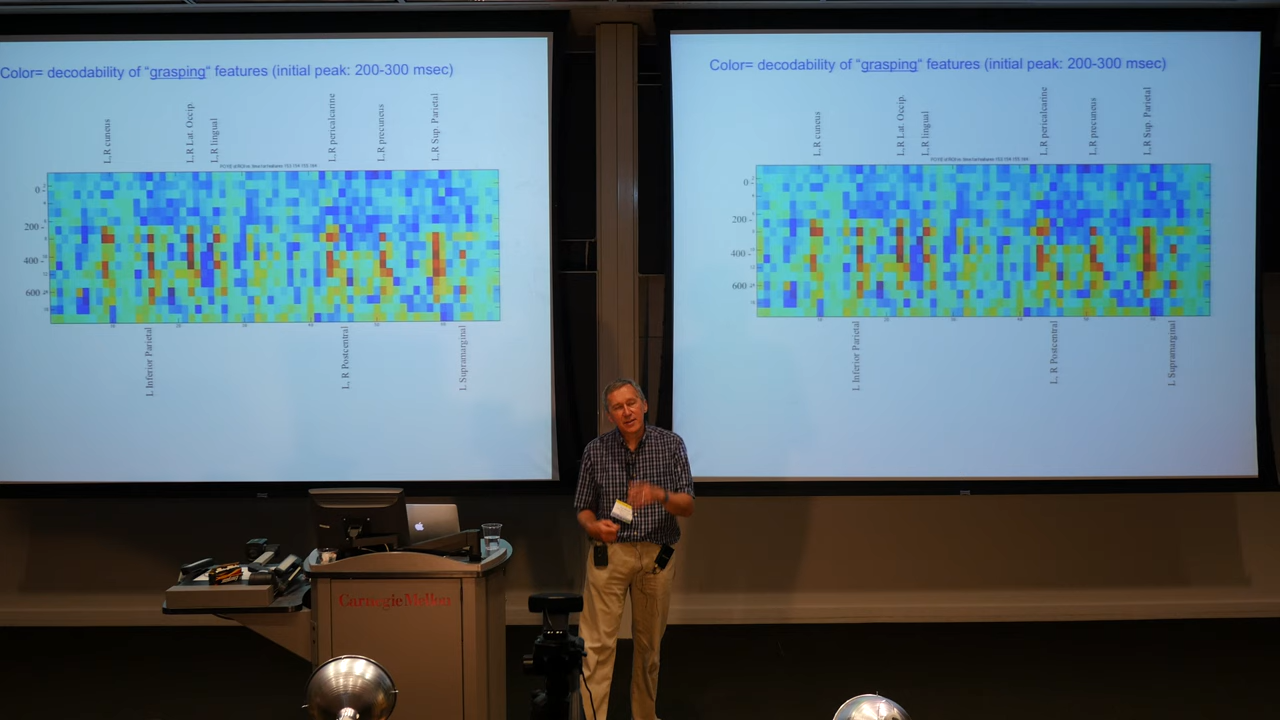 Color= decodability of "grasping" features (initial peak: 200-300 msec)
L,R cuneus
L,R Lat. Occip.
L,R lingual
L,R pericalcarine
L,R precuneus
L,R Sup. Parietal
0
200
400
600
L Inferior Parietal
L, R Postcentral
L Supramarginal
Color= decodability of "grasping" features (initial peak: 200-300 msec)
L,R cuneus
L,R Lat. Occip.
L,R lingual
L,R pericalcarine
L,R precuneus
L,R Sup. Parietal
0
200
400
600
L Inferior Parietal
L, R Postcentral
L Supramarginal
Carnegie Mellon